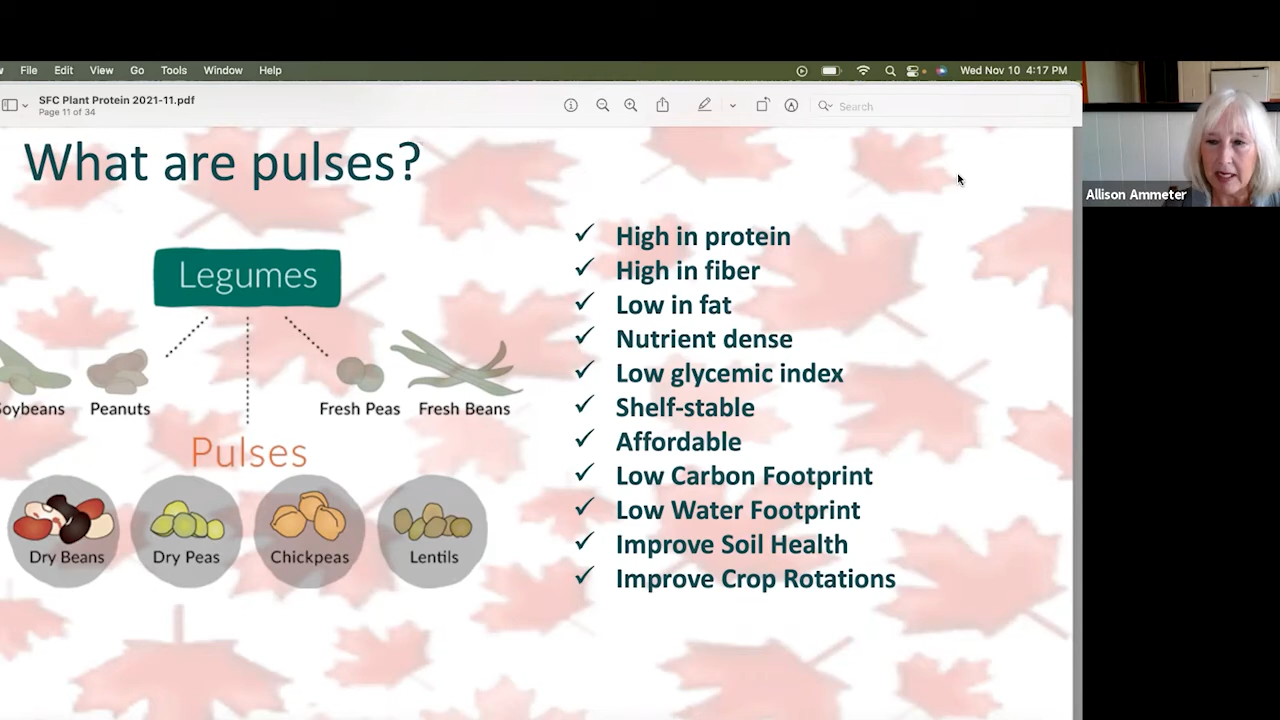 File Edit View Go Tools Window Help
Wed Nov 10 4:17 PM
SFC Plant Protein 2021-11.pdf
Page 11 of 34
Search
What are pulses?
Allison Ammeter
Legumes
oybeans Peanuts Fresh Peas Fresh Beans
Pulses
Dry Beans Dry Peas Chickpeas Lentils
✓ High in protein
✓ High in fiber
✓ Low in fat
✓ Nutrient dense
✓ Low glycemic index
✓ Shelf-stable
✓ Affordable
✓ Low Carbon Footprint
✓ Low Water Footprint
✓ Improve Soil Health
✓ Improve Crop Rotations